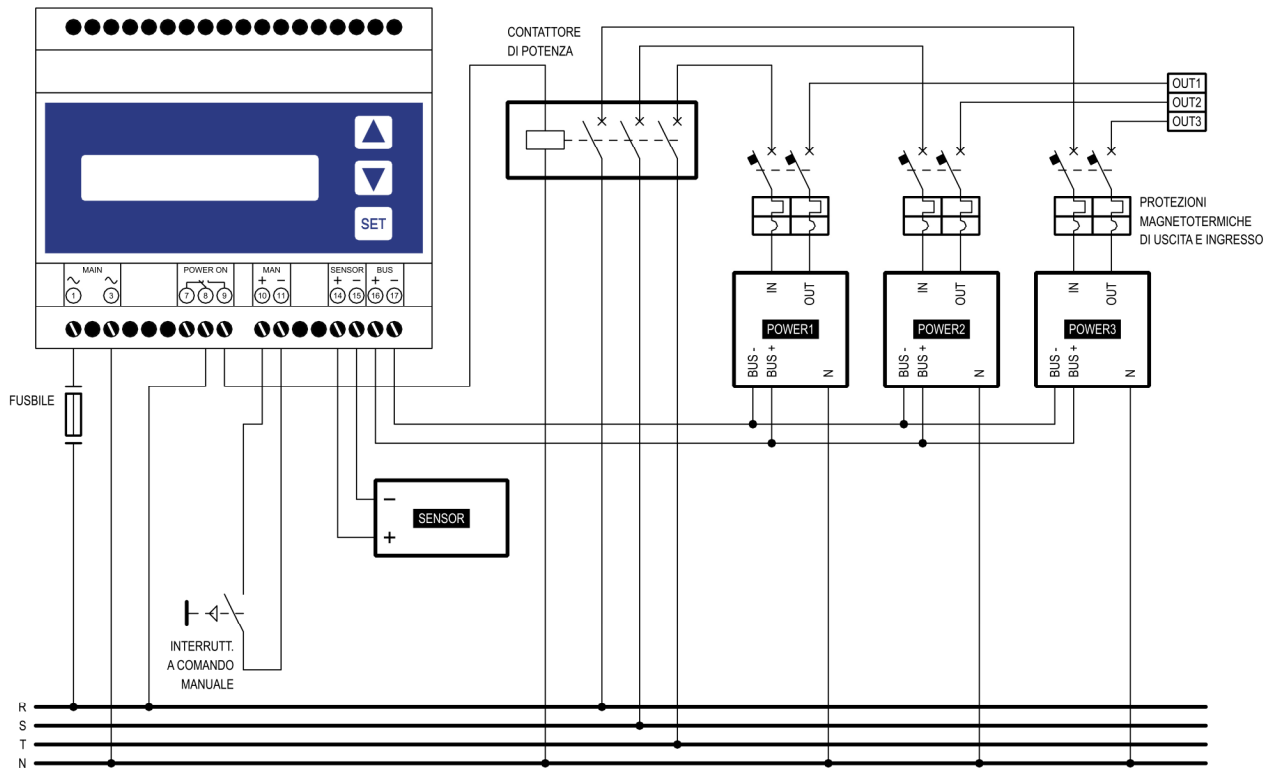 CONTATTORE
DI POTENZA
OUT1
OUT2
OUT3
SET
PROTEZIONI
MAGNETOTERMICHE
DI USCITA E INGRESSO
MAIN
POWER ON
MAN
SENSOR
BUS
+ −
+ − + −
1
3
7 8 9
10 11
14 15 16 17
IN OUT
POWER1
BUS - BUS + N
IN OUT
POWER2
BUS - BUS + N
IN OUT
POWER3
BUS - BUS + N
FUSBILE
−
SENSOR
+
INTERRUTT.
A COMANDO
MANUALE
R
S
T
N